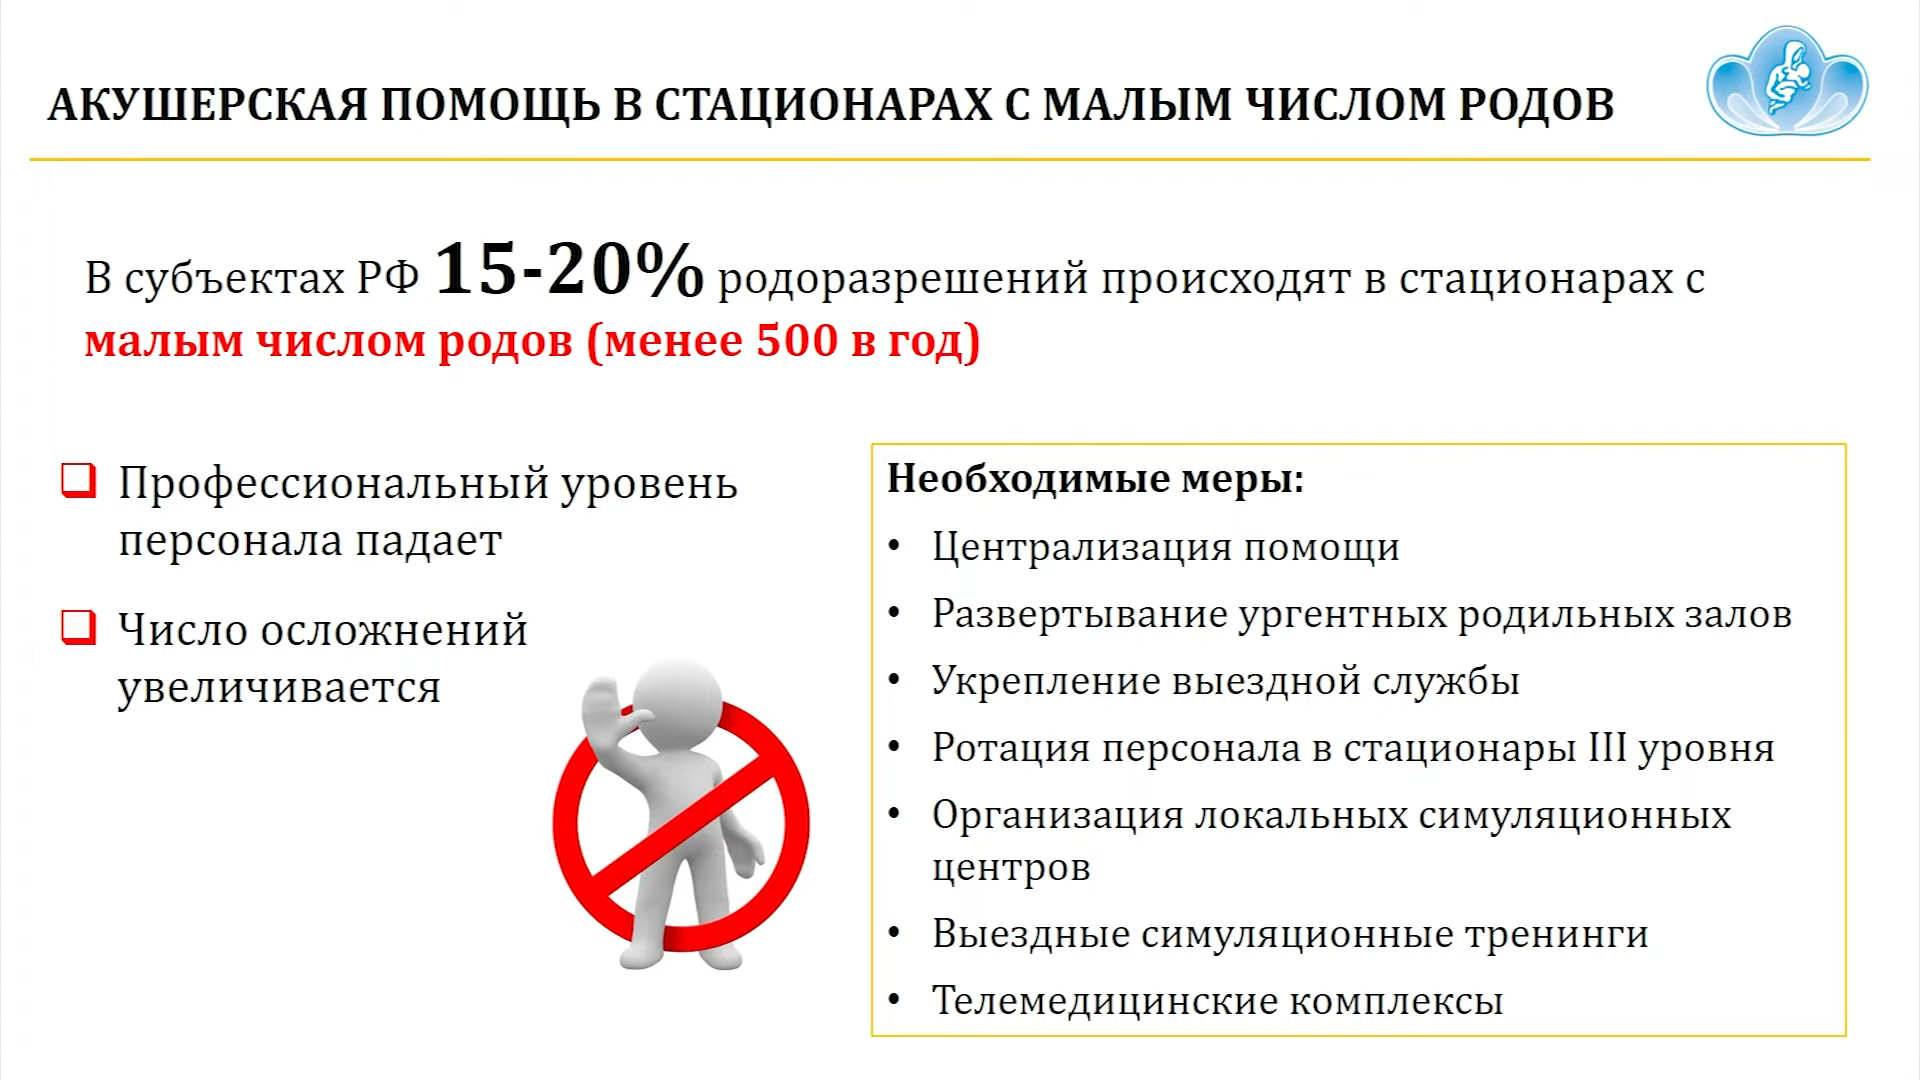 АКУШЕРСКАЯ ПОМОЩЬ В СТАЦИОНАРАХ С МАЛЫМ ЧИСЛОМ РОДОВ
В субъектах РФ 15-20% родоразрешений происходят в стационарах с
малым числом родов (менее 500 в год)
❑ Профессиональный уровень
персонала падает
❑ Число осложнений
увеличивается
Необходимые меры:
• Централизация помощи
• Развертывание ургентных родильных залов
• Укрепление выездной службы
• Ротация персонала в стационары III уровня
• Организация локальных симуляционных
центров
• Выездные симуляционные тренинги
• Телемедицинские комплексы